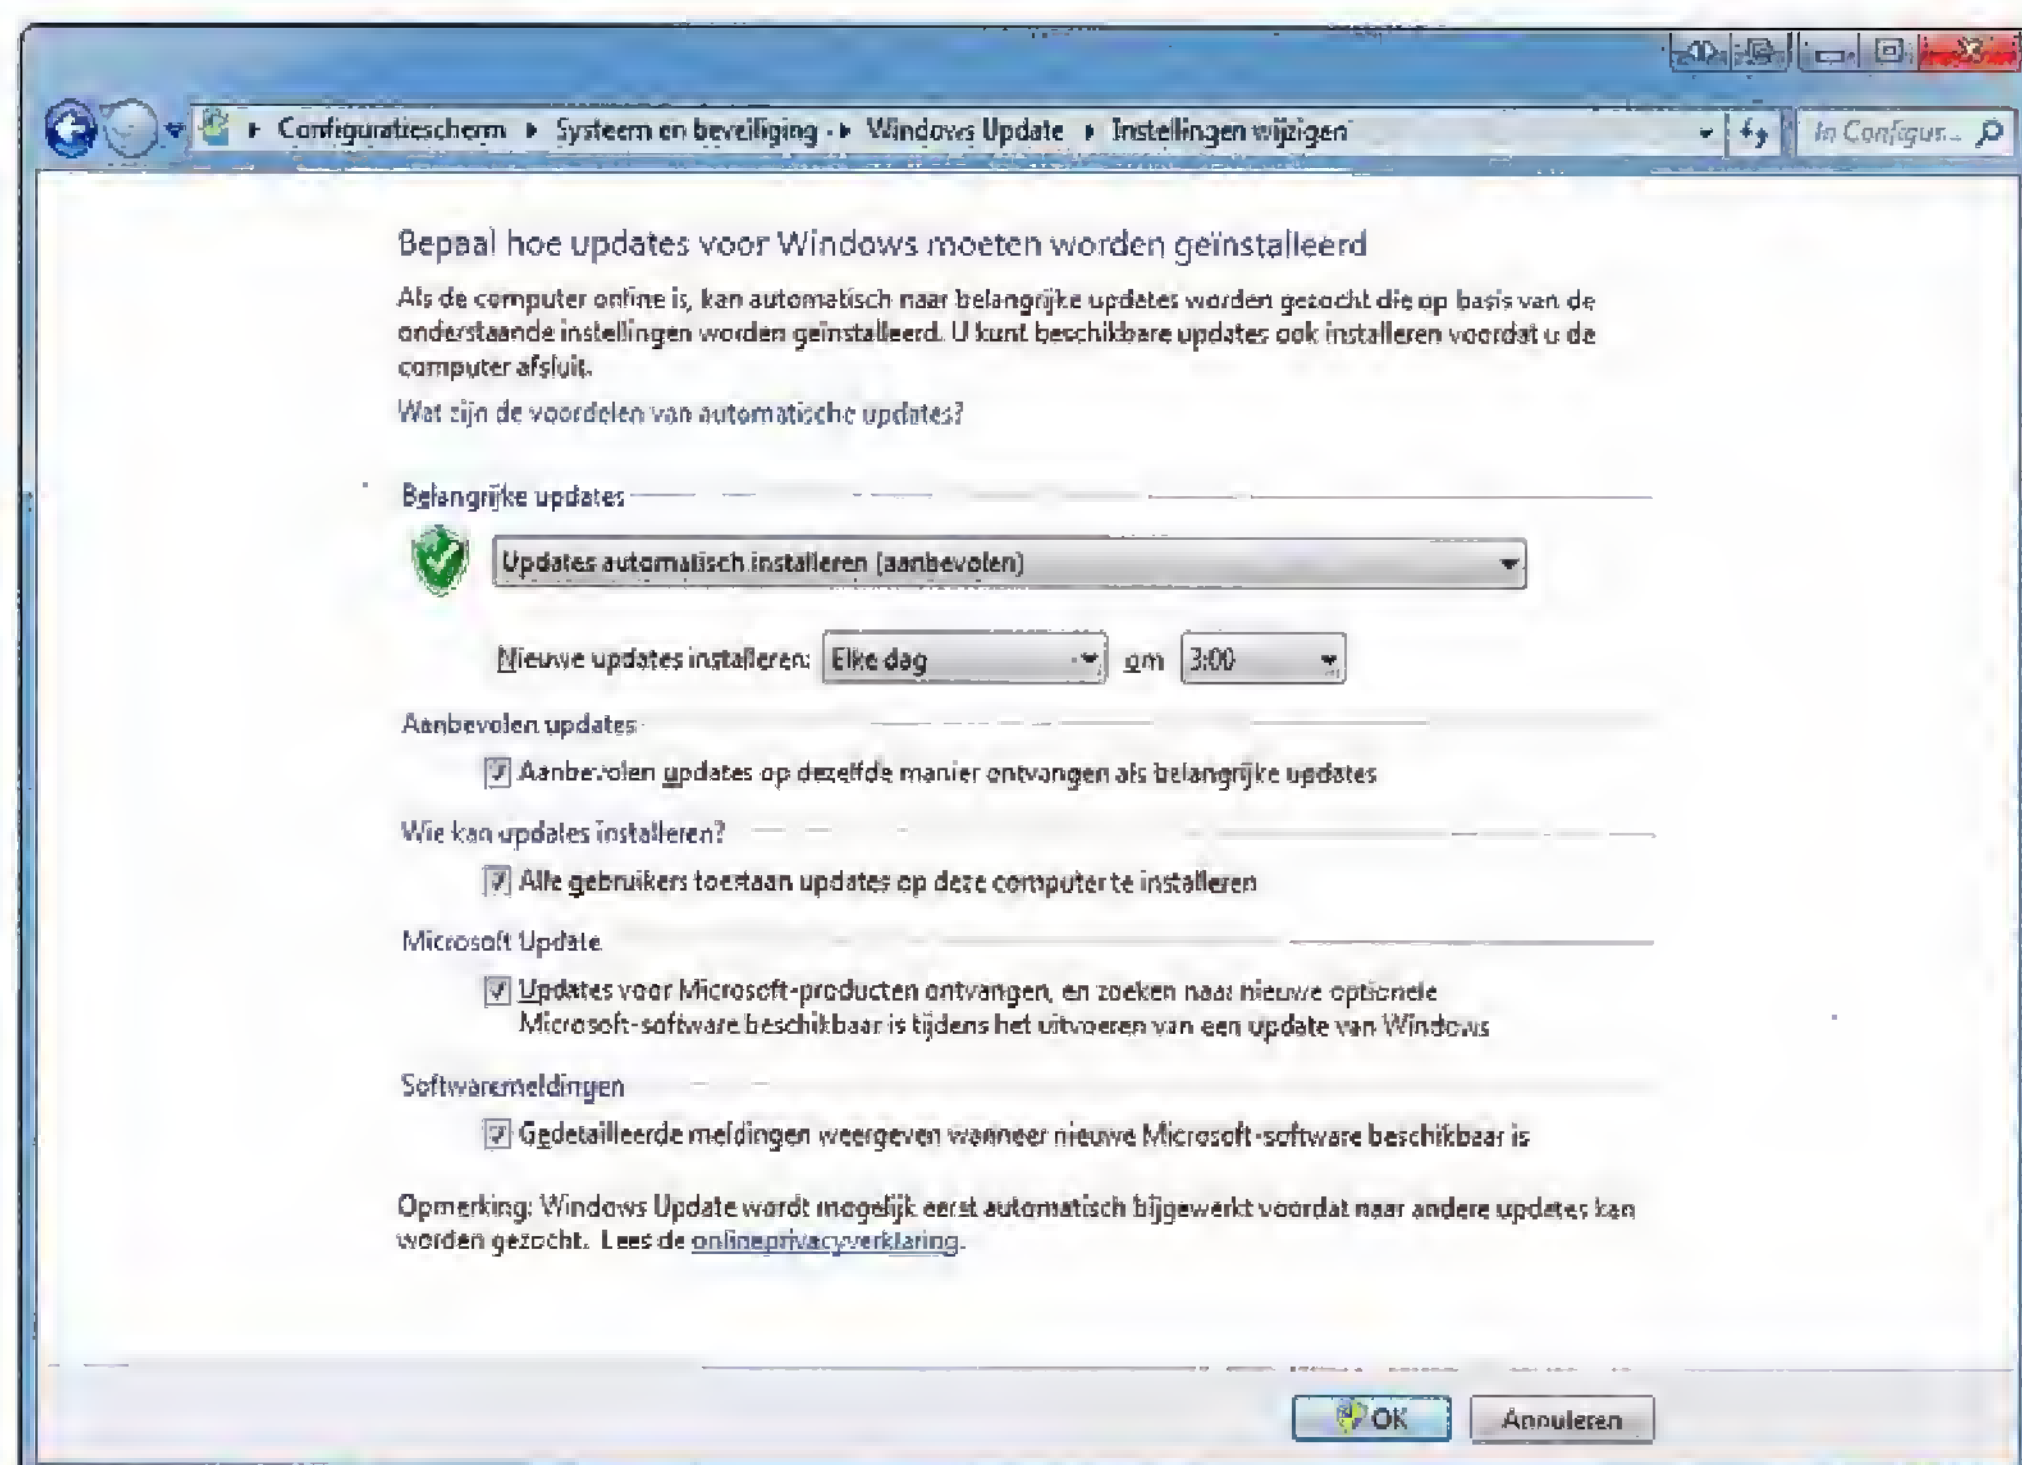 Configuratiescherm ▸ Systeem en beveiliging ▸ Windows Update ▸ Instellingen wijzigen
In Configur...
Bepaal hoe updates voor Windows moeten worden geïnstalleerd
Als de computer online is, kan automatisch naar belangrijke updates worden gezocht die op basis van de
onderstaande instellingen worden geïnstalleerd. U kunt beschikbare updates ook installeren voordat u de
computer afsluit.
Wat zijn de voordelen van automatische updates?
Belangrijke updates
Updates automatisch installeren (aanbevolen)
Nieuwe updates installeren: Elke dag om 3:00
Aanbevolen updates
Aanbevolen updates op dezelfde manier ontvangen als belangrijke updates
Wie kan updates installeren?
Alle gebruikers toestaan updates op deze computer te installeren
Microsoft Update
Updates voor Microsoft-producten ontvangen, en zoeken naar nieuwe optionele
Microsoft-software beschikbaar is tijdens het uitvoeren van een update van Windows
Softwaremeldingen
Gedetailleerde meldingen weergeven wanneer nieuwe Microsoft-software beschikbaar is
Opmerking: Windows Update wordt mogelijk eerst automatisch bijgewerkt voordat naar andere updates kan
worden gezocht. Lees de onlineprivacyverklaring.
OK
Annuleren